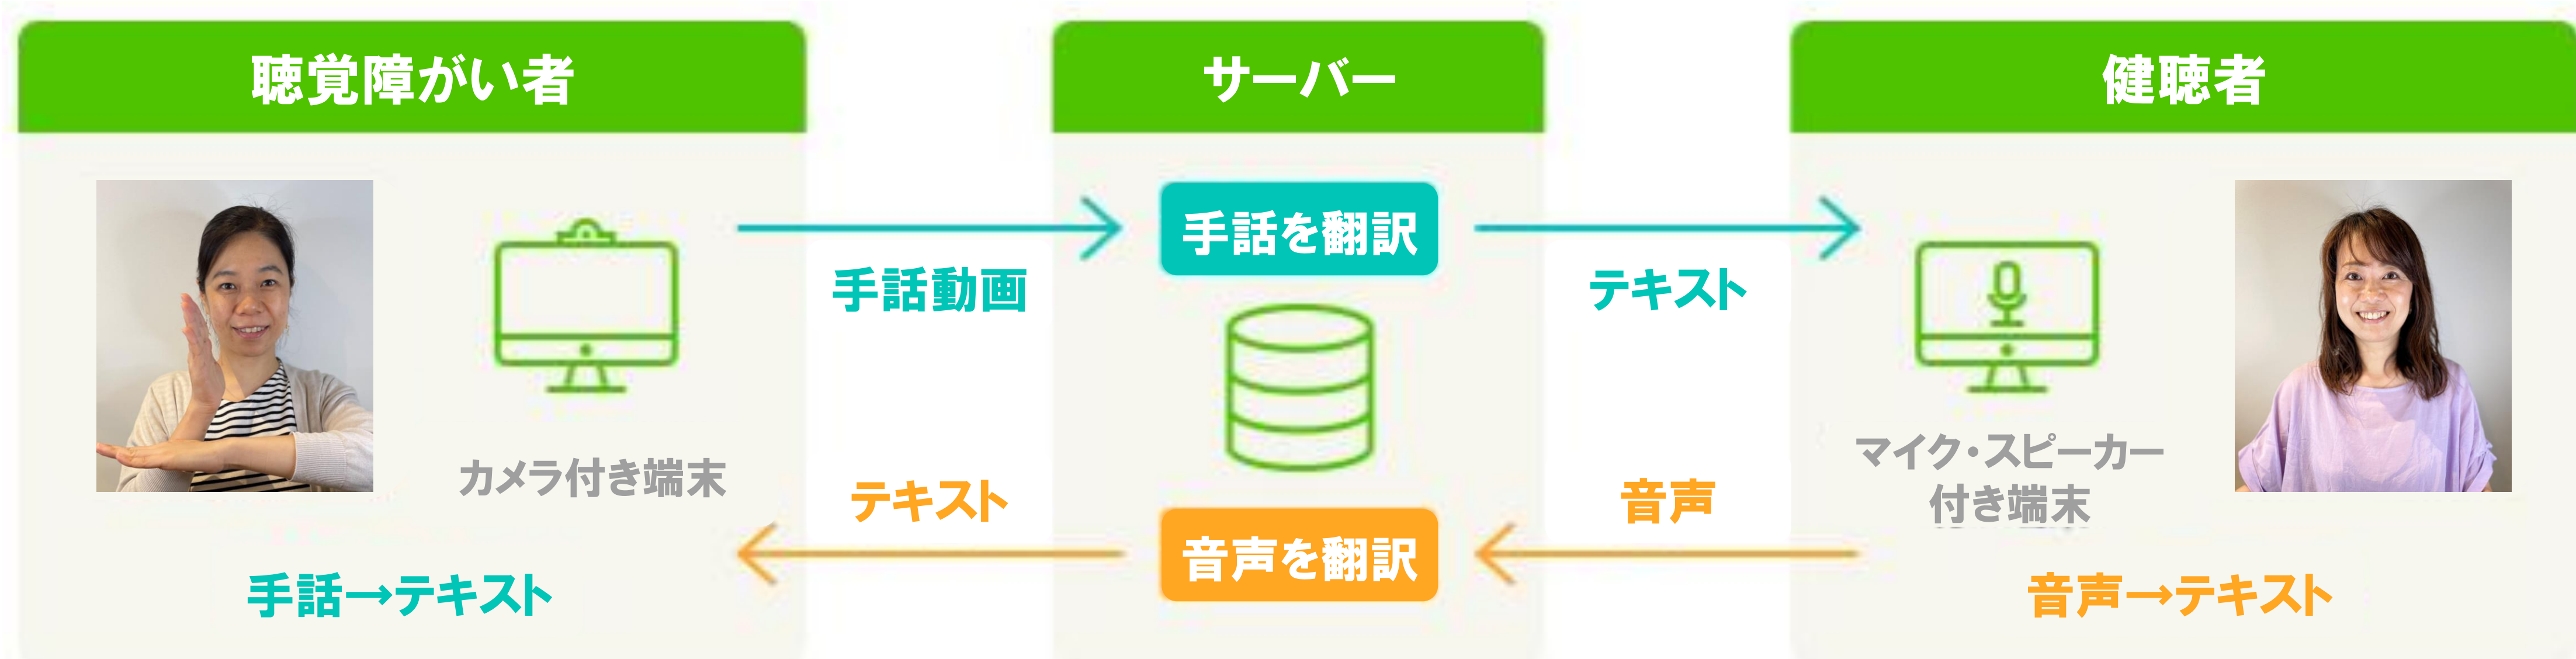 聴覚障がい者
サーバー
健聴者
手話を翻訳
手話動画
テキスト
カメラ付き端末
マイク・スピーカー
付き端末
テキスト
音声
音声を翻訳
手話→テキスト
音声→テキスト